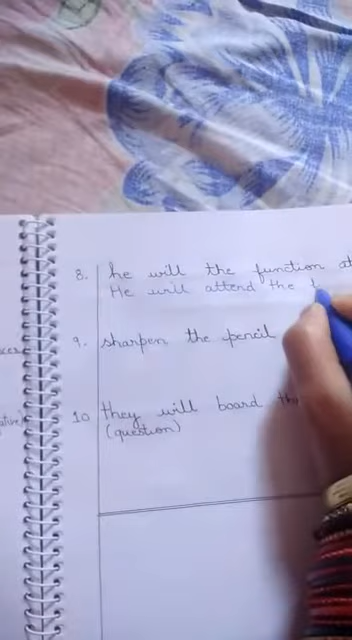 8. he will the function at
He will attend the f
9. sharpen the pencil
10 they will board th
(question)